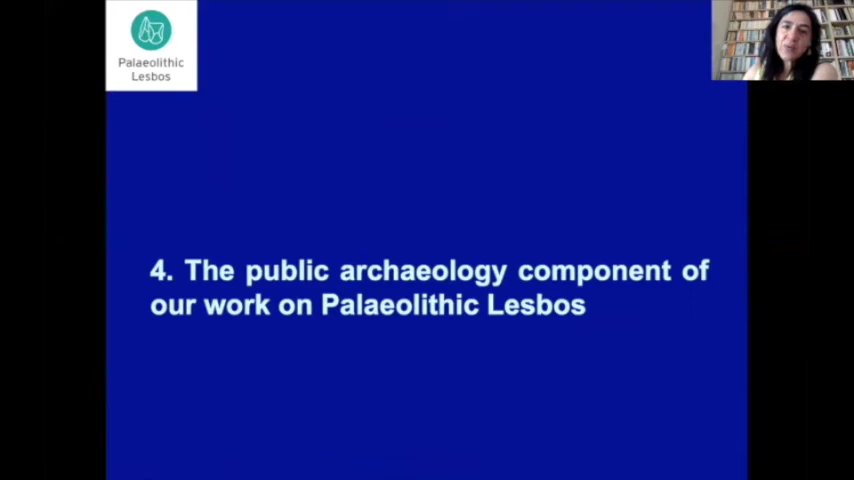 Palaeolithic
Lesbos
4. The public archaeology component of
our work on Palaeolithic Lesbos